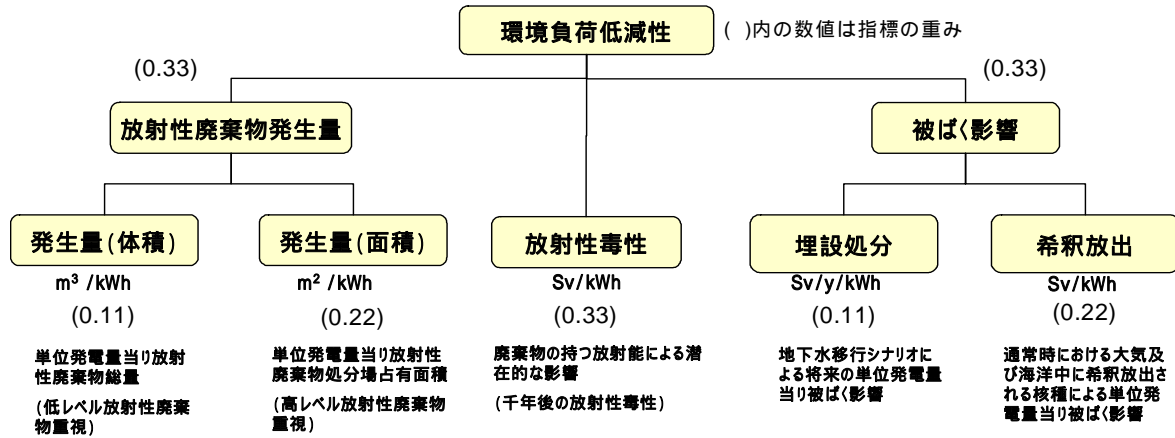 環境負荷低減性
( )内の数値は指標の重み
(0.33)
(0.33)
放射性廃棄物発生量
被ばく影響
発生量(体積)
発生量(面積)
放射性毒性
埋設処分
希釈放出
m³ /kWh
m² /kWh
Sv/kWh
Sv/y/kWh
Sv/kWh
(0.11)
(0.22)
(0.33)
(0.11)
(0.22)
単位発電量当り放射
性廃棄物総量
(低レベル放射性廃棄
物重視)
単位発電量当り放射性
廃棄物処分場占有面積
(高レベル放射性廃棄物
重視)
廃棄物の持つ放射能による潜
在的な影響
(千年後の放射性毒性)
地下水移行シナリオに
よる将来の単位発電量
当り被ばく影響
通常時における大気及
び海洋中に希釈放出さ
れる核種による単位発
電量当り被ばく影響